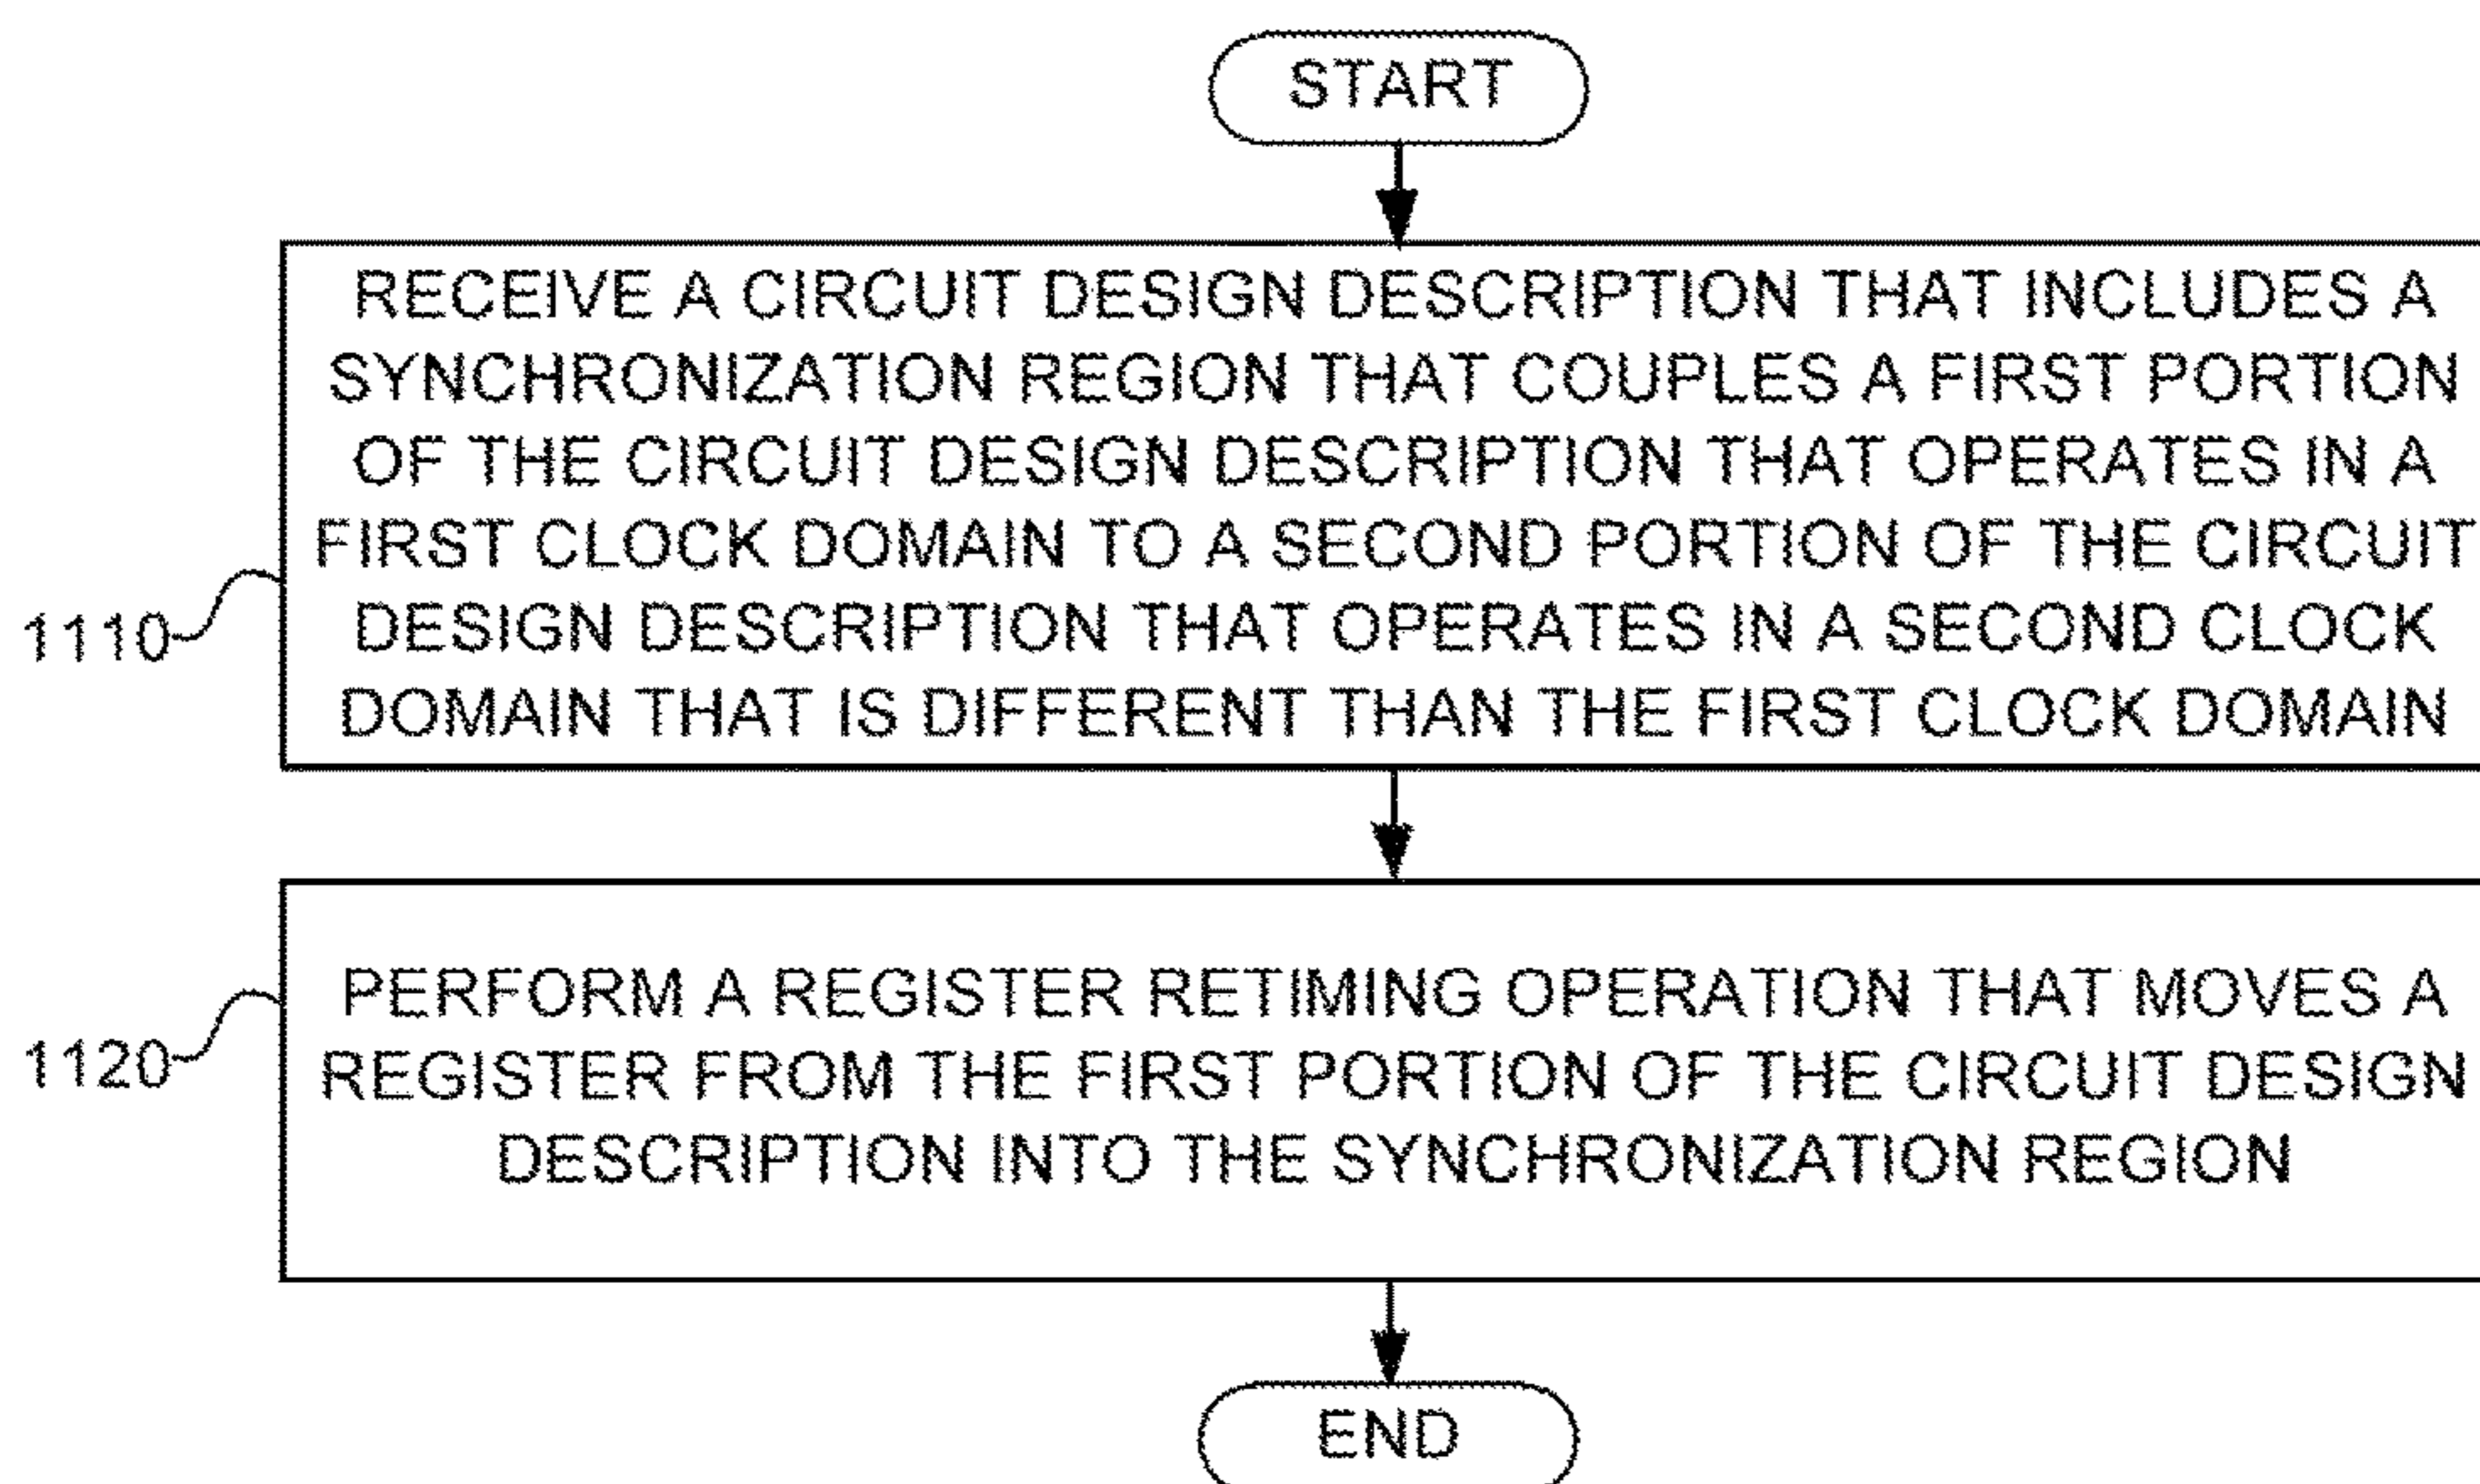 START
RECEIVE A CIRCUIT DESIGN DESCRIPTION THAT INCLUDES A
SYNCHRONIZATION REGION THAT COUPLES A FIRST PORTION
OF THE CIRCUIT DESIGN DESCRIPTION THAT OPERATES IN A
FIRST CLOCK DOMAIN TO A SECOND PORTION OF THE CIRCUIT
DESIGN DESCRIPTION THAT OPERATES IN A SECOND CLOCK
DOMAIN THAT IS DIFFERENT THAN THE FIRST CLOCK DOMAIN
1110
PERFORM A REGISTER RETIMING OPERATION THAT MOVES A
REGISTER FROM THE FIRST PORTION OF THE CIRCUIT DESIGN
DESCRIPTION INTO THE SYNCHRONIZATION REGION
1120
END